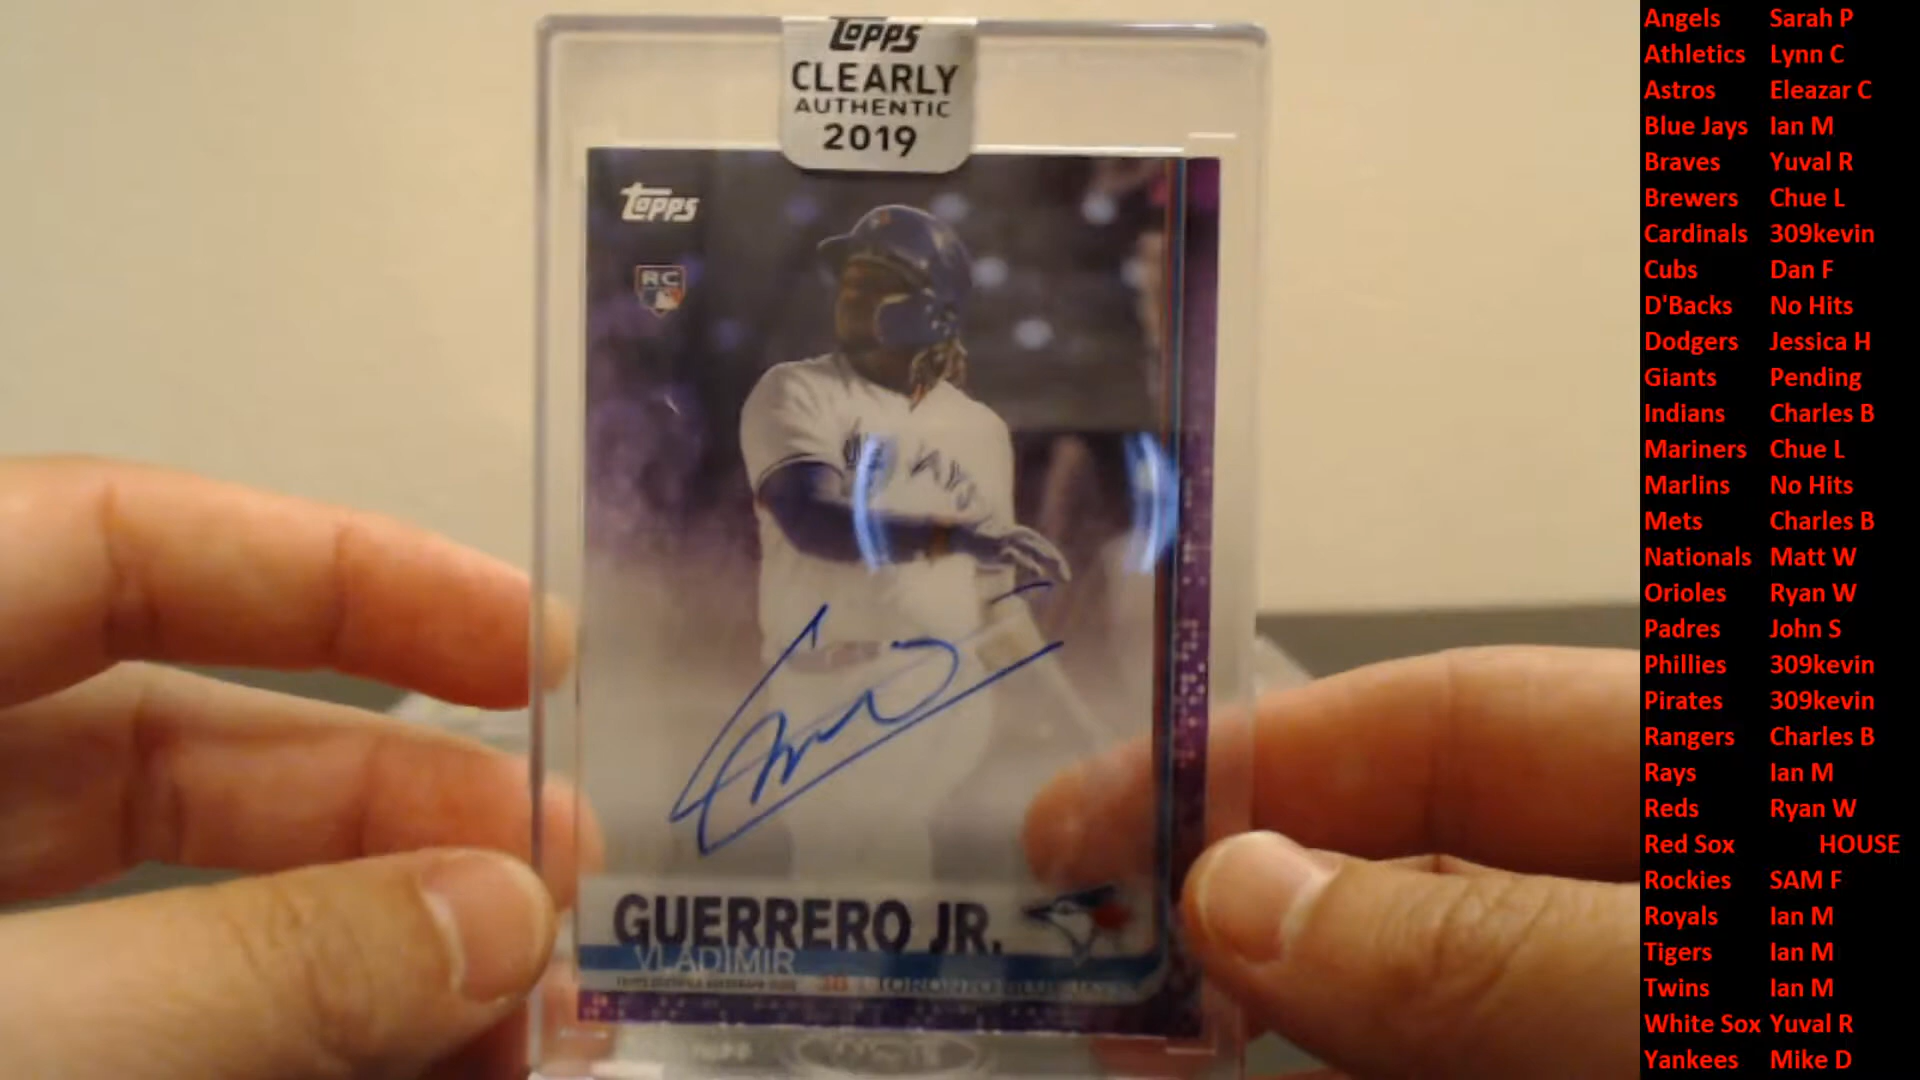 Topps
CLEARLY
AUTHENTIC
2019
Topps
RC
GUERRERO JR.
VLADIMIR
Angels Sarah P
Athletics Lynn C
Astros Eleazar C
Blue Jays Ian M
Braves Yuval R
Brewers Chue L
Cardinals 309kevin
Cubs Dan F
D'Backs No Hits
Dodgers Jessica H
Giants Pending
Indians Charles B
Mariners Chue L
Marlins No Hits
Mets Charles B
Nationals Matt W
Orioles Ryan W
Padres John S
Phillies 309kevin
Pirates 309kevin
Rangers Charles B
Rays Ian M
Reds Ryan W
Red Sox HOUSE
Rockies SAM F
Royals Ian M
Tigers Ian M
Twins Ian M
White Sox Yuval R
Yankees Mike D